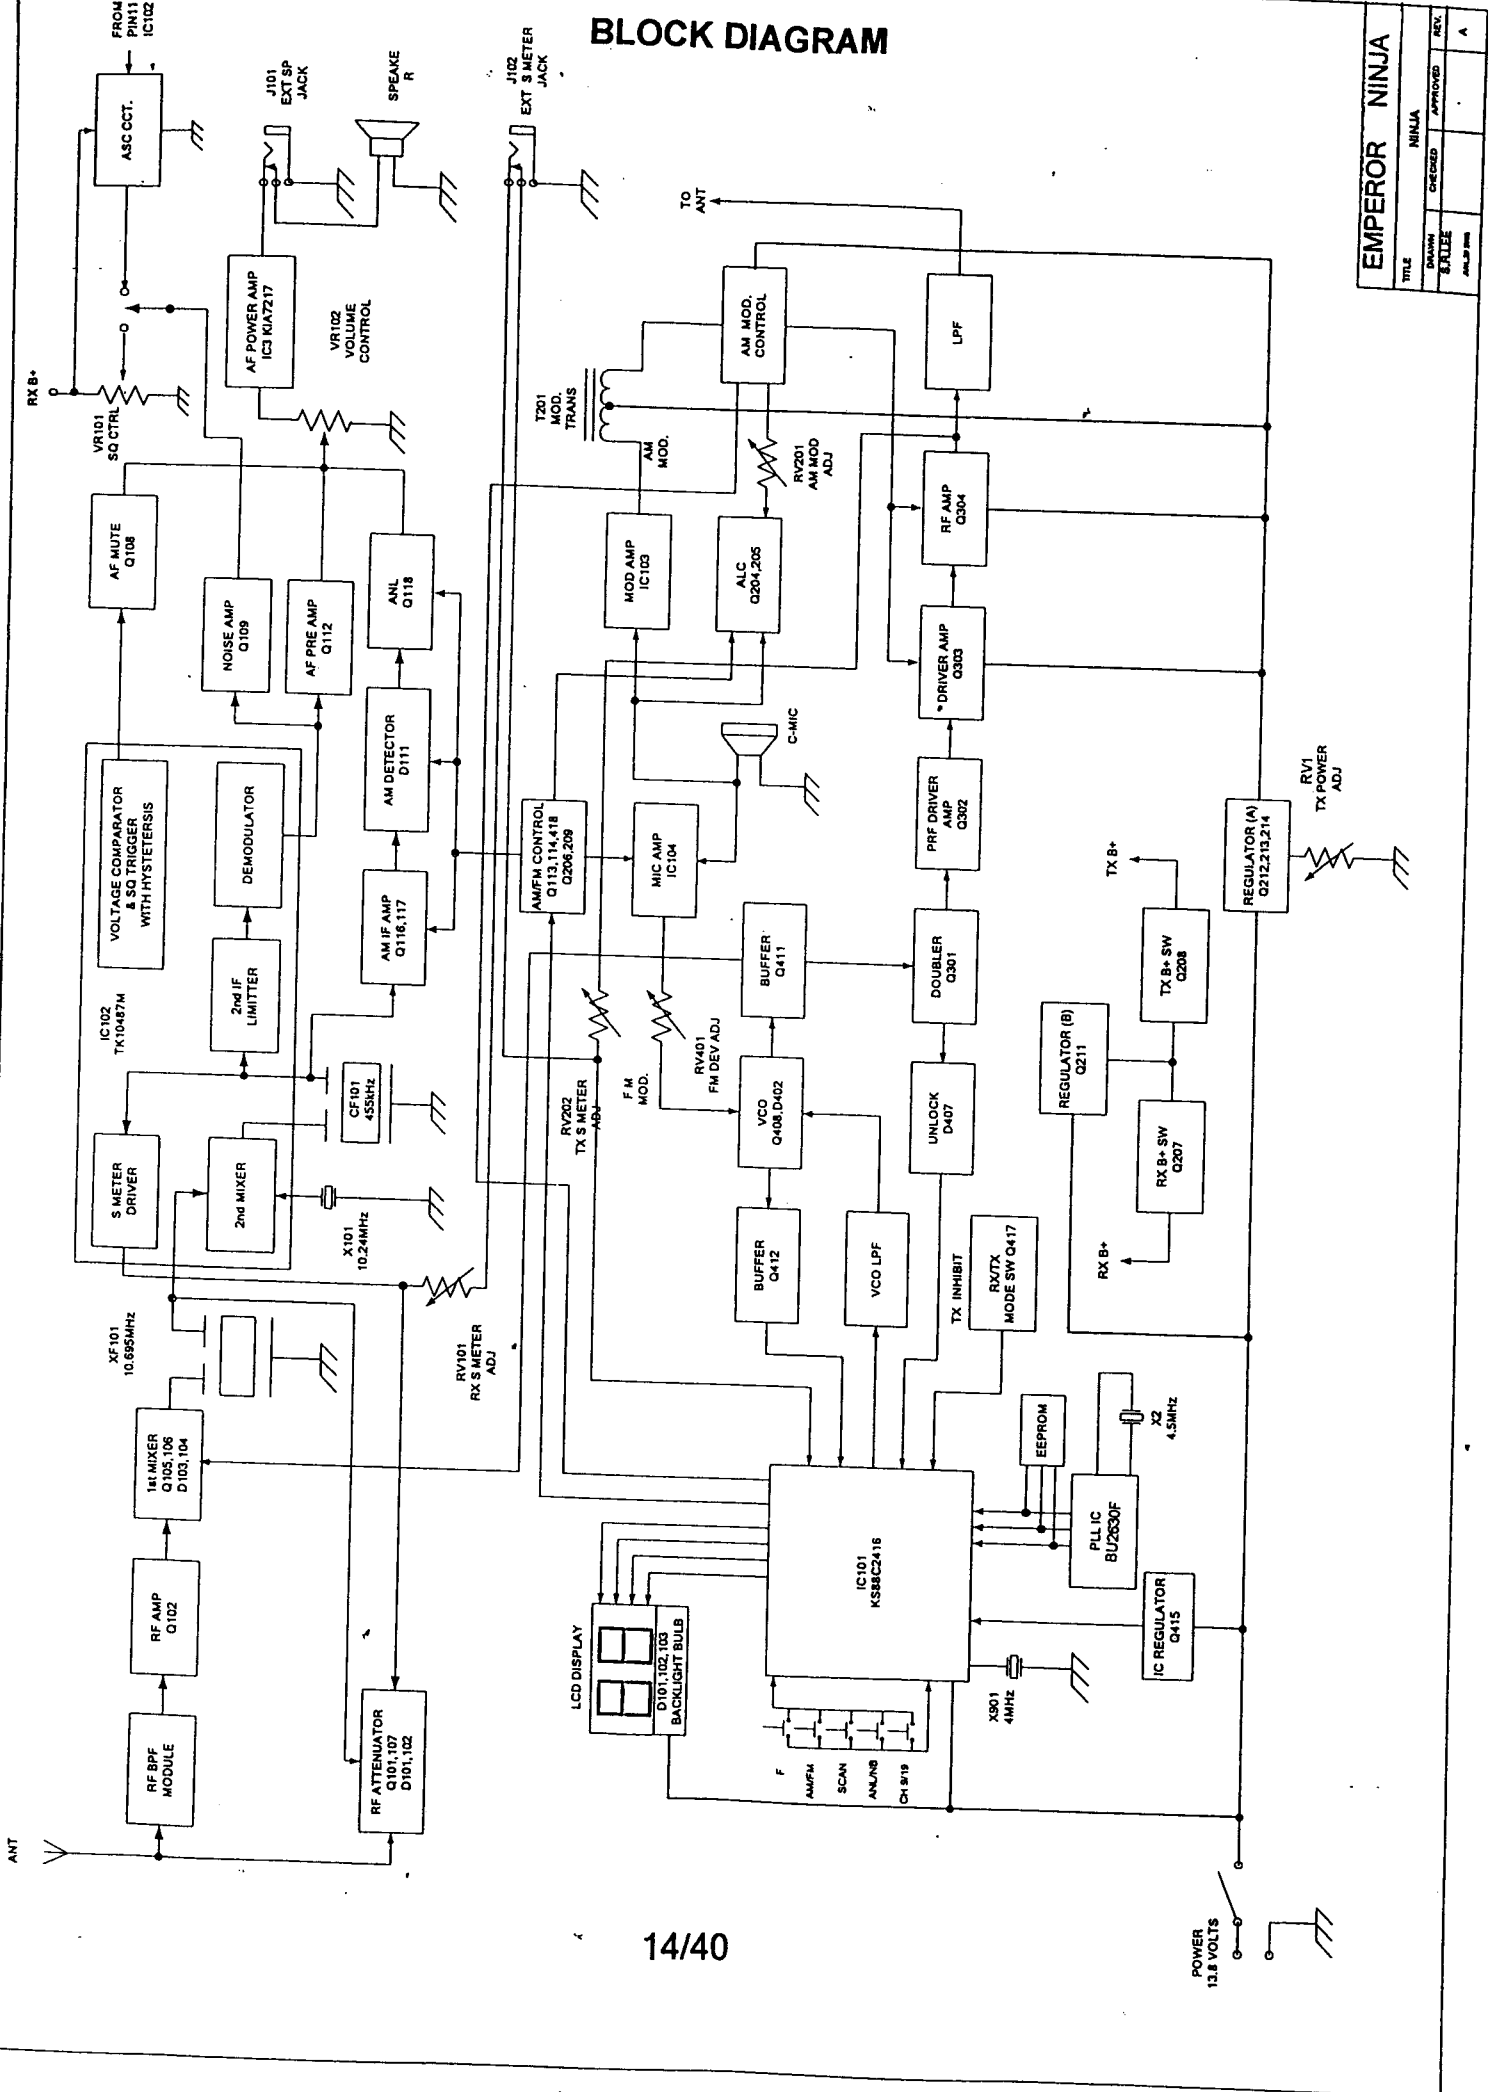 BLOCK DIAGRAM
EMPEROR NINJA
TITLE
NINJA
DRAWN
CHECKED
APPROVED
REV.
S.R.LEE
A
FROM
PIN11
IC102
ASC CCT.
RX B+
VR101
SQ CTRL
J101
EXT SP
JACK
SPEAKE
R
AF POWER AMP
IC3 KIA7217
VR102
VOLUME
CONTROL
J102
EXT S METER
JACK
AF MUTE
Q108
NOISE AMP
Q109
AF PRE AMP
Q112
ANL
Q118
AM DETECTOR
D111
AM IF AMP
Q116,117
VOLTAGE COMPARATOR
& SQ TRIGGER
WITH HYSTETERSIS
DEMODULATOR
2nd IF
LIMITTER
IC102
TK10487M
S METER
DRIVER
2nd MIXER
CF101
455kHz
X101
10.24MHz
XF101
10.695MHz
RV101
RX S METER
ADJ
1st MIXER
Q105,106
D103,104
RF AMP
Q102
RF BPF
MODULE
ANT
RF ATTENUATOR
Q101,107
D101,102
TO
ANT
AM MOD.
CONTROL
LPF
T201
MOD.
TRANS
AM
MOD.
RV201
AM MOD
ADJ
MOD AMP
IC103
ALC
Q204,205
RF AMP
Q304
DRIVER AMP
Q303
C-MIC
AM/FM CONTROL
Q113,114,418
Q206,209
MIC AMP
IC104
PRF DRIVER
AMP
Q302
BUFFER
Q411
DOUBLER
Q301
RV202
TX S METER
ADJ
F M
MOD.
RV401
FM DEV ADJ
VCO
Q408,D402
UNLOCK
D407
BUFFER
Q412
VCO LPF
TX INHIBIT
RX/TX
MODE SW Q417
RV1
TX POWER
ADJ
REGULATOR (A)
Q212,213,214
TX B+
TX B+ SW
Q208
REGULATOR (B)
Q211
RX B+ SW
Q207
RX B+
EEPROM
X2
4.5MHz
PLL IC
BU2630F
IC101
KS88C2416
IC REGULATOR
Q415
X901
4MHz
LCD DISPLAY
D101,102,103
BACKLIGHT BULB
F
AM/FM
SCAN
ANL/NB
CH 9/19
POWER
13.8 VOLTS
14/40